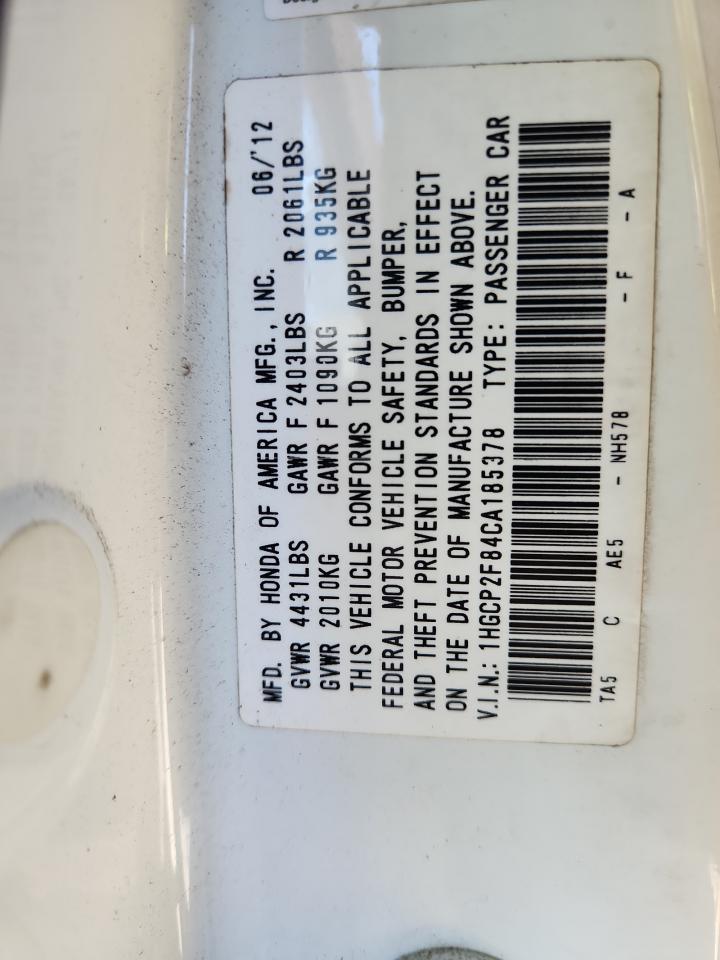 MFD. BY HONDA OF AMERICA MFG., INC. 06/'12
GVWR 4431LBS GAWR F 2403LBS R 2061LBS
GVWR 2010KG GAWR F 1090KG R 935KG
THIS VEHICLE CONFORMS TO ALL APPLICABLE
FEDERAL MOTOR VEHICLE SAFETY, BUMPER,
AND THEFT PREVENTION STANDARDS IN EFFECT
ON THE DATE OF MANUFACTURE SHOWN ABOVE.
V.I.N.: 1HGCP2F84CA185378 TYPE: PASSENGER CAR
TA5 C AE5 - NH578 - F - A